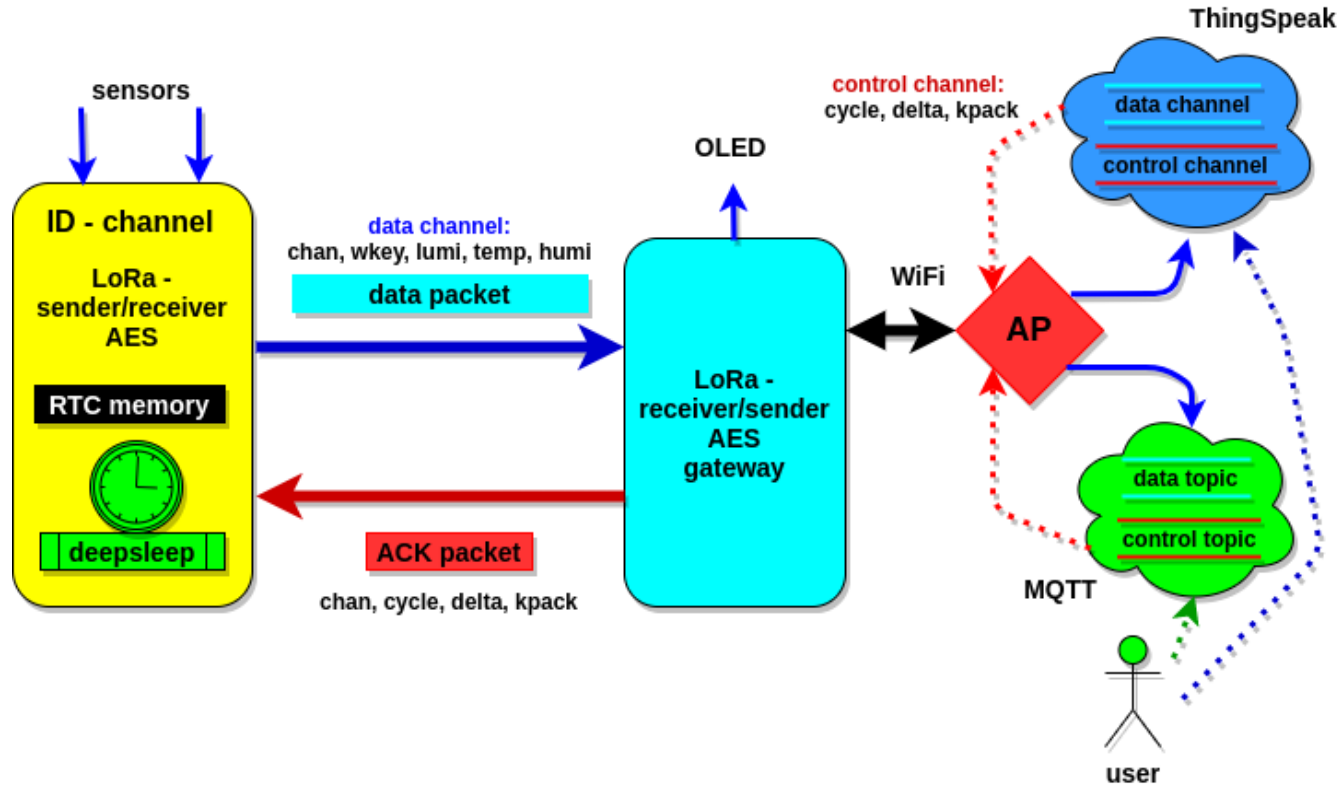 ThingSpeak
sensors
control channel:
cycle, delta, kpack
data channel
control channel
OLED
ID - channel
LoRa -
sender/receiver
AES
RTC memory
deepsleep
data channel:
chan, wkey, lumi, temp, humi
data packet
ACK packet
chan, cycle, delta, kpack
LoRa -
receiver/sender
AES
gateway
WiFi
AP
data topic
control topic
MQTT
user